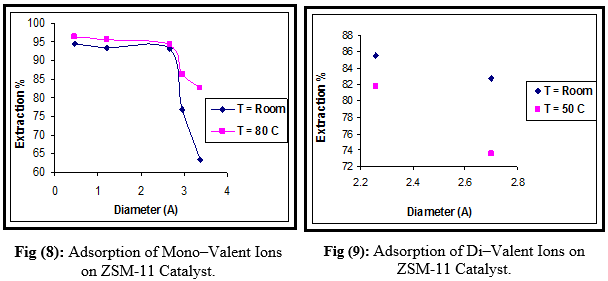 100
95
90
85
80
75
70
65
60
Extraction %
0 1 2 3 4
Diameter (A)
T = Room
T = 80 C
Fig (8): Adsorption of Mono–Valent Ions
on ZSM-11 Catalyst.
88
86
84
82
80
78
76
74
72
Extraction %
2.2 2.4 2.6 2.8
Diameter (A)
T = Room
T = 50 C
Fig (9): Adsorption of Di–Valent Ions on
ZSM-11 Catalyst.